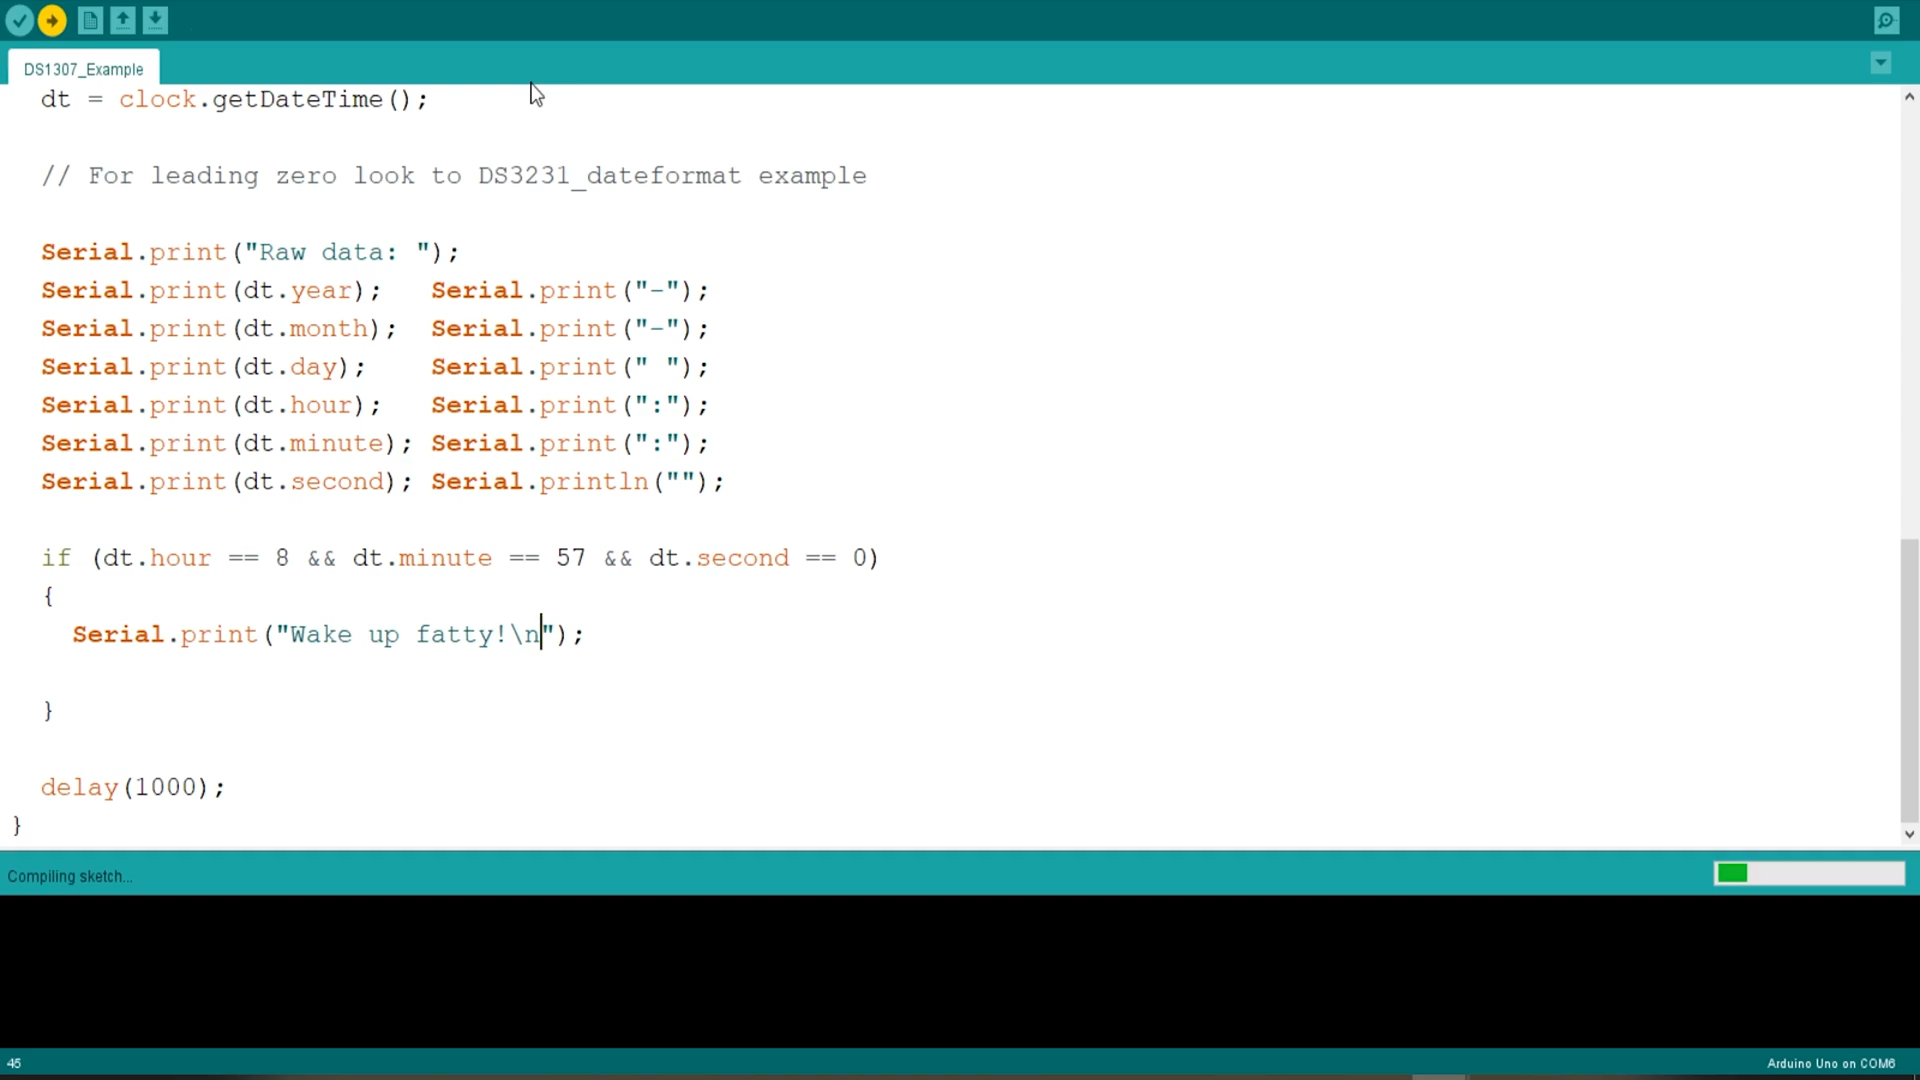 DS1307_Example
dt = clock.getDateTime();
// For leading zero look to DS3231_dateformat example
Serial.print("Raw data: ");
Serial.print(dt.year);   Serial.print("-");
Serial.print(dt.month);  Serial.print("-");
Serial.print(dt.day);    Serial.print(" ");
Serial.print(dt.hour);   Serial.print(":");
Serial.print(dt.minute); Serial.print(":");
Serial.print(dt.second); Serial.println("");
if (dt.hour == 8 && dt.minute == 57 && dt.second == 0)
{
Serial.print("Wake up fatty!\n");
}
delay(1000);
}
Compiling sketch...
45
Arduino Uno on COM6